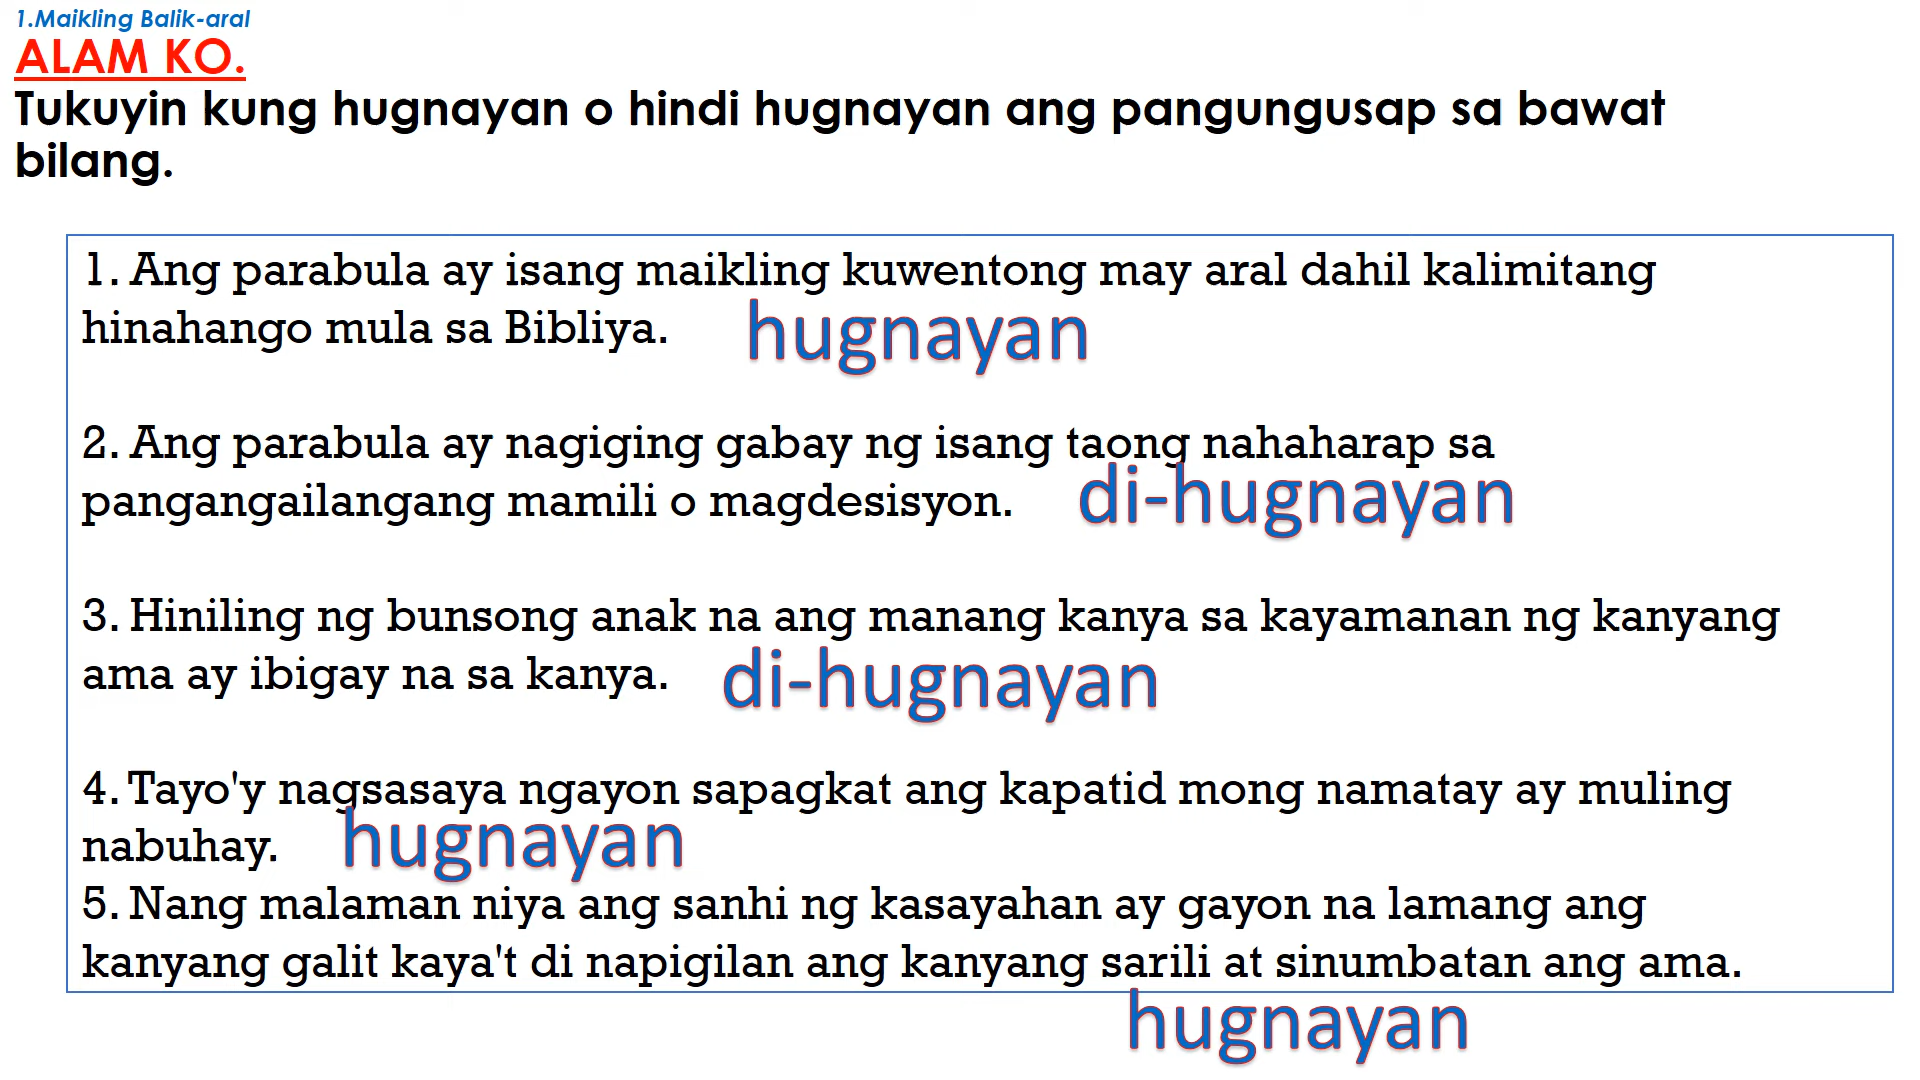 1.Maikling Balik-aral
ALAM KO.
Tukuyin kung hugnayan o hindi hugnayan ang pangungusap sa bawat
bilang.
1. Ang parabula ay isang maikling kuwentong may aral dahil kalimitang
hinahango mula sa Bibliya.
hugnayan
2. Ang parabula ay nagiging gabay ng isang taong nahaharap sa
pangangailangang mamili o magdesisyon.
di-hugnayan
3. Hiniling ng bunsong anak na ang manang kanya sa kayamanan ng kanyang
ama ay ibigay na sa kanya.
di-hugnayan
4. Tayo'y nagsasaya ngayon sapagkat ang kapatid mong namatay ay muling
nabuhay.
hugnayan
5. Nang malaman niya ang sanhi ng kasayahan ay gayon na lamang ang
kanyang galit kaya't di napigilan ang kanyang sarili at sinumbatan ang ama.
hugnayan